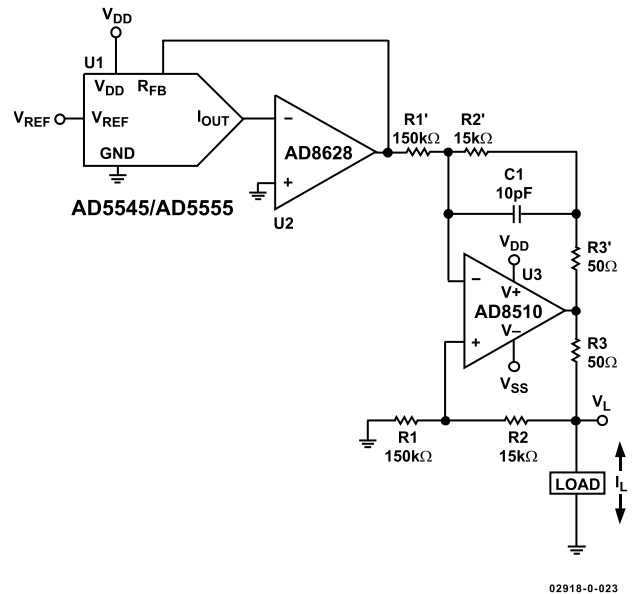 VDD
U1
VDD RFB
VREF VREF IOUT
GND
AD5545/AD5555
–
AD8628
+
U2
R1' R2'
150kΩ 15kΩ
C1
10pF
R3'
50Ω
VDD
U3
–
V+
AD8510
V–
+
VSS
R3
50Ω
VL
R1 R2
150kΩ 15kΩ
LOAD IL
02918-0-023